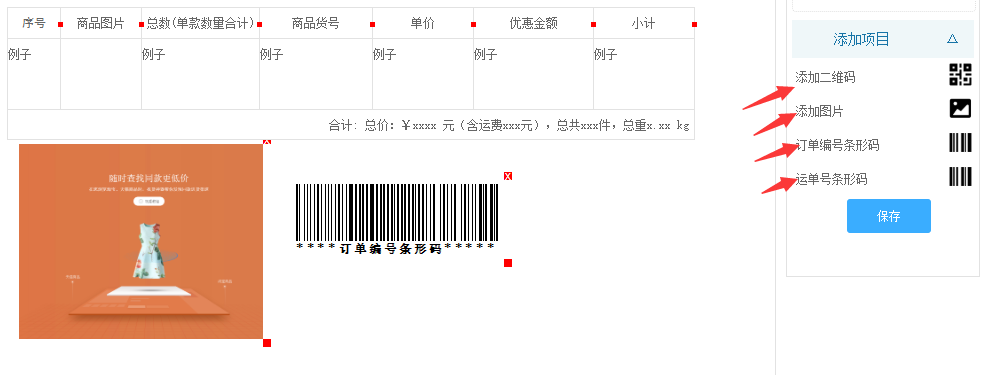 序号 商品图片 总数(单款数量合计) 商品货号 单价 优惠金额 小计
例子 例子 例子 例子 例子 例子
合计: 总价：￥xxxx 元（含运费xxx元），总共xxx件，总重x.xx kg
随时查找同款更低价
X
****订单编号条形码*****
添加项目
添加二维码
添加图片
订单编号条形码
运单号条形码
保存